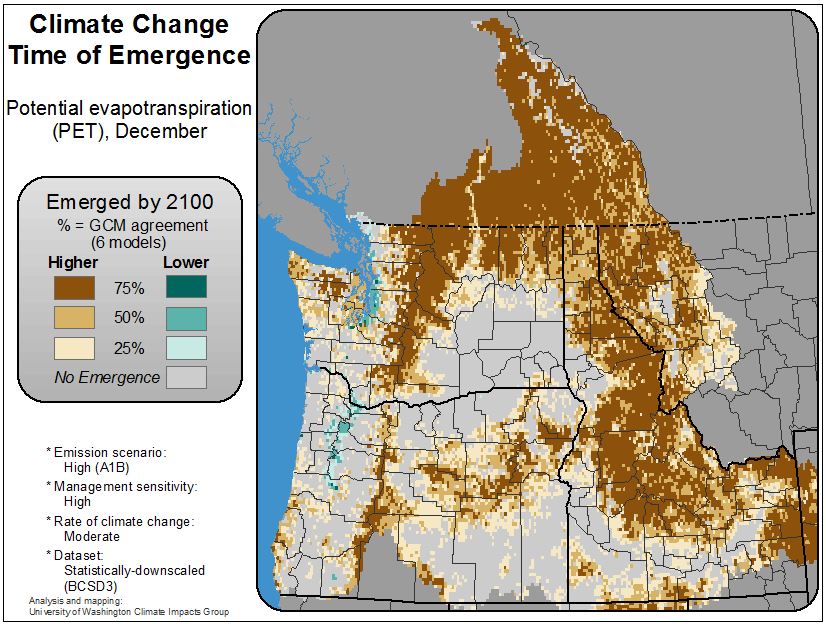 Climate Change
Time of Emergence
Potential evapotranspiration
(PET), December
Emerged by 2100
% = GCM agreement
(6 models)
Higher Lower
75%
50%
25%
No Emergence
* Emission scenario:
High (A1B)
* Management sensitivity:
High
* Rate of climate change:
Moderate
* Dataset:
Statistically-downscaled
(BCSD3)
Analysis and mapping:
University of Washington Climate Impacts Group